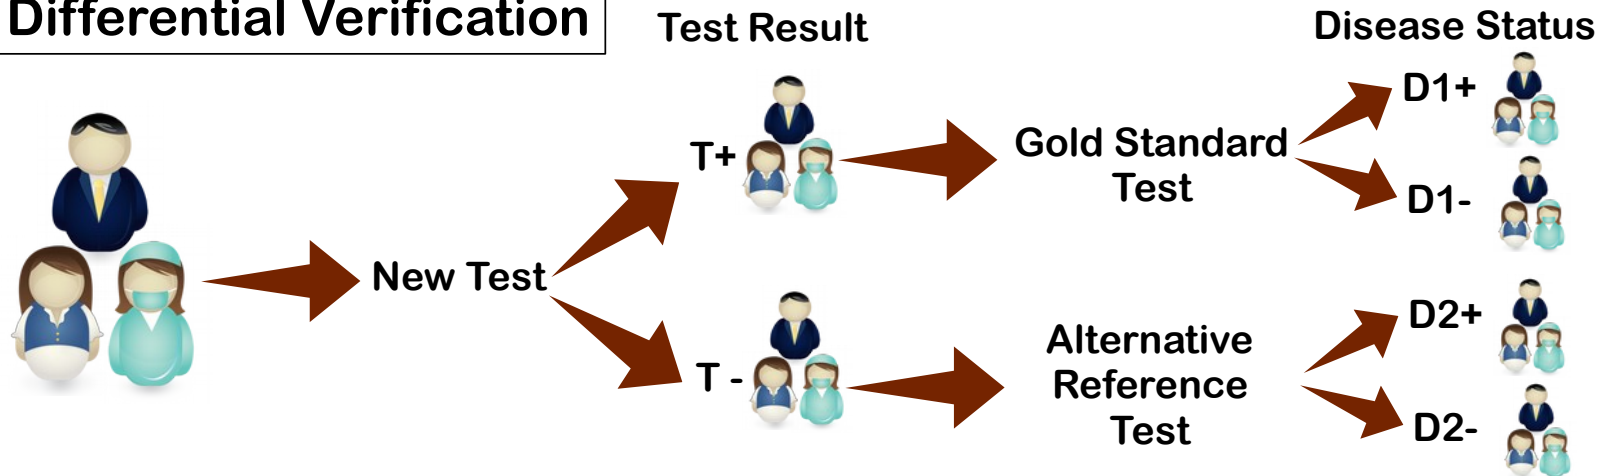 Differential Verification
Test Result
Disease Status
D1+
T+
Gold Standard
Test
D1-
New Test
D2+
Alternative
Reference
Test
T -
D2-